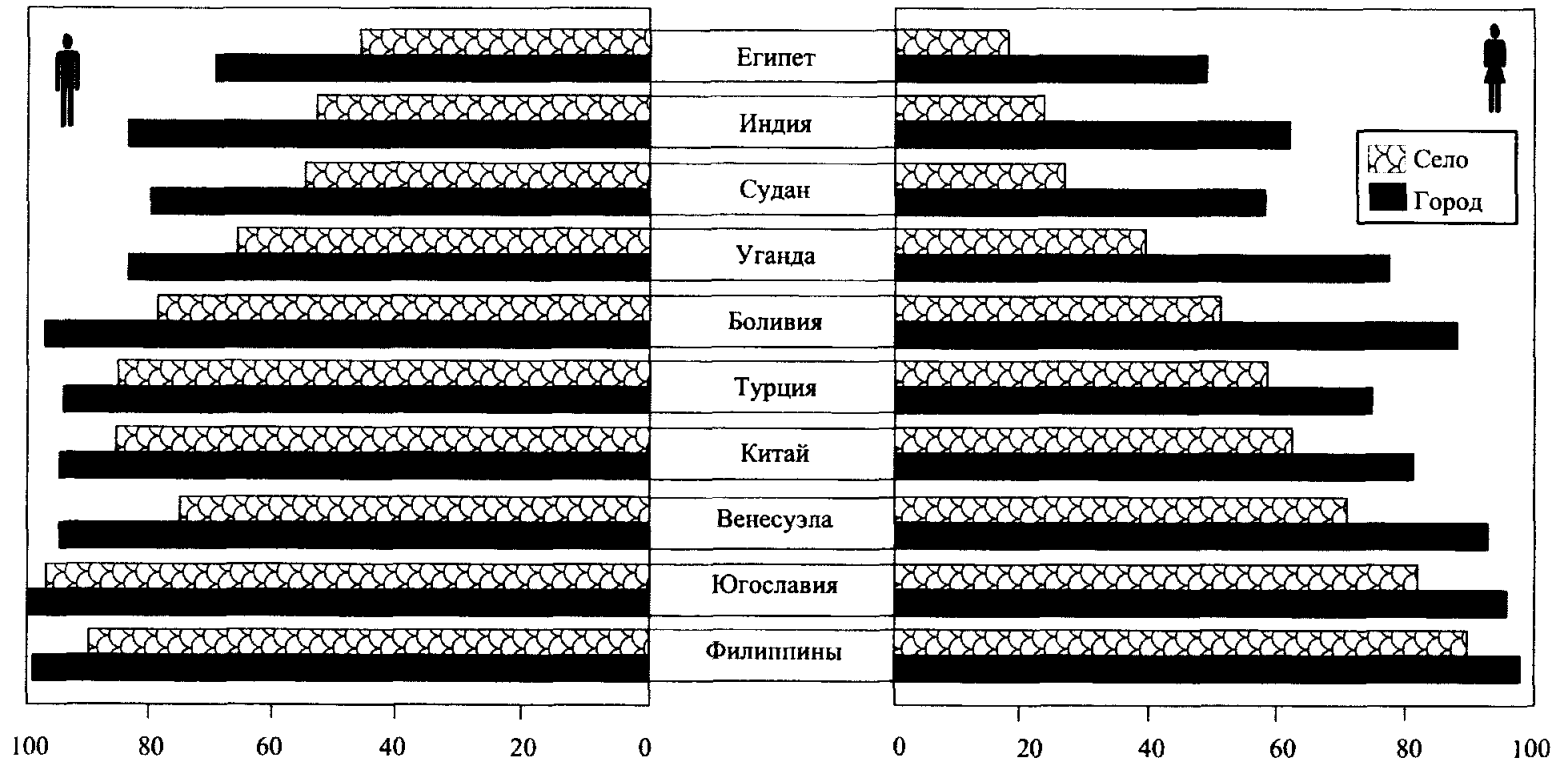 Египет
Индия
Судан
Уганда
Боливия
Турция
Китай
Венесуэла
Югославия
Филиппины
Село
Город
100 80 60 40 20 0
0 20 40 60 80 100